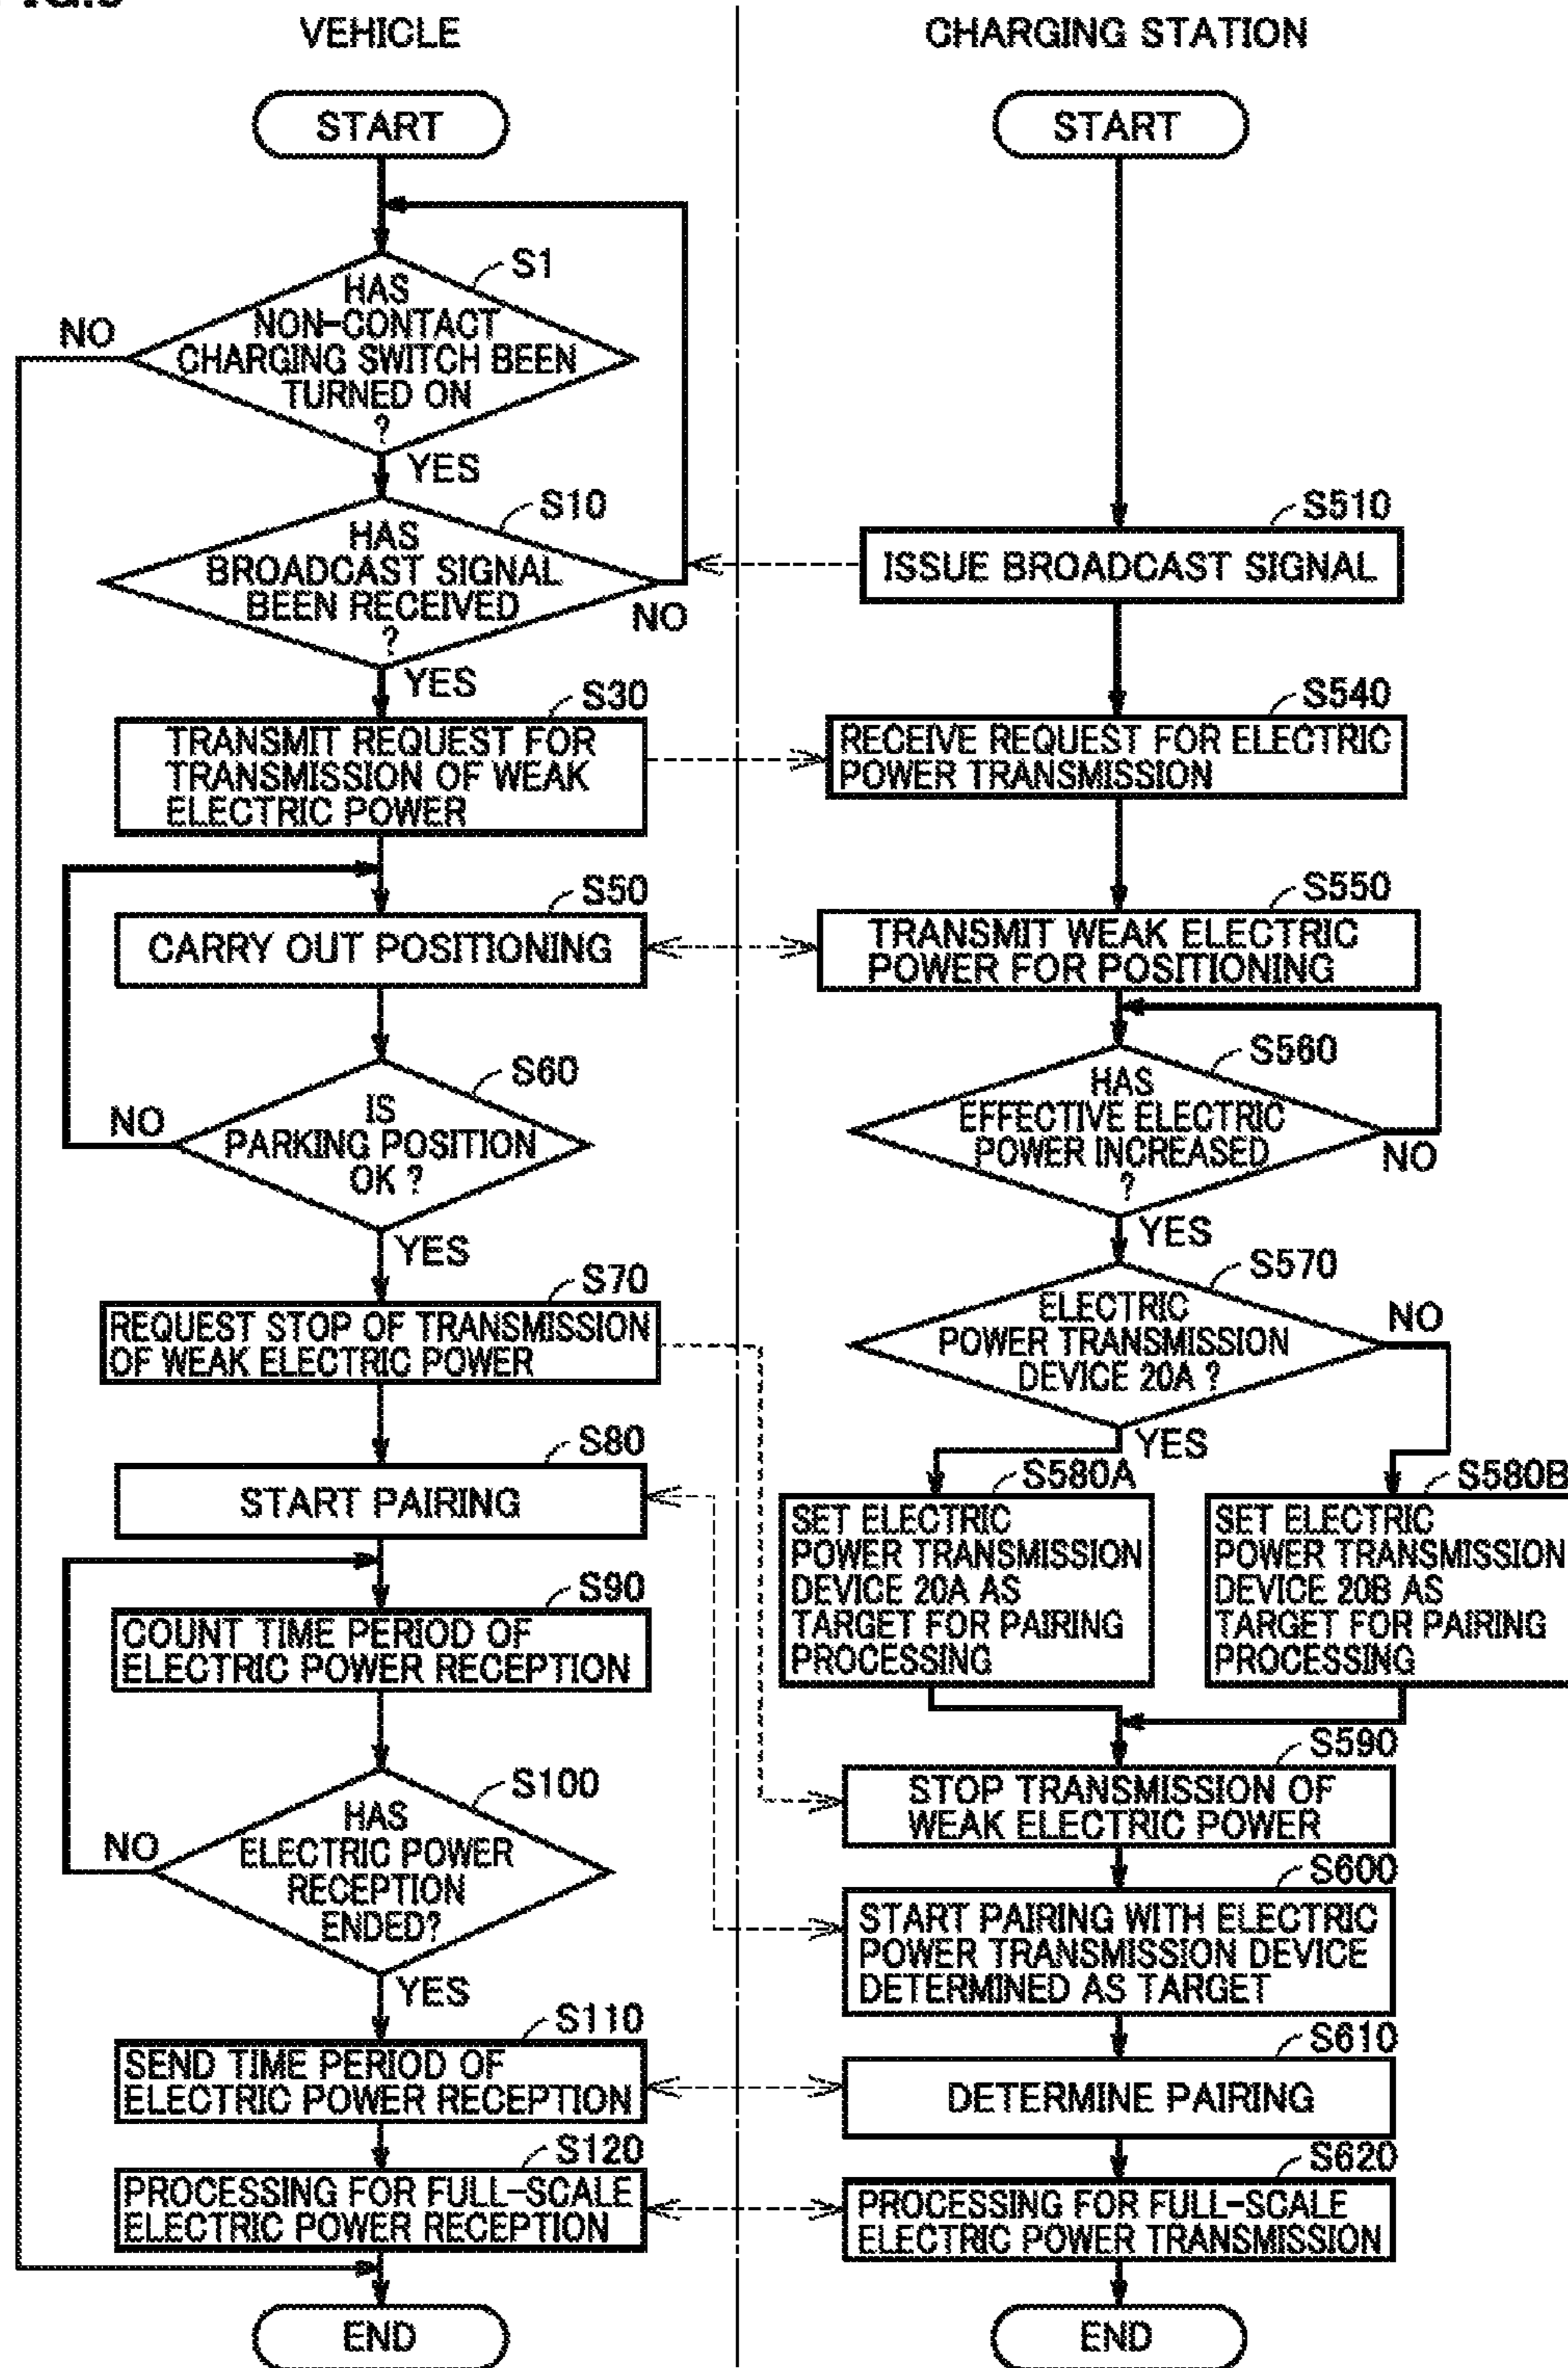 VEHICLE
START
S1
HAS
NON-CONTACT
CHARGING SWITCH BEEN
TURNED ON
?
NO
YES
S10
HAS
BROADCAST SIGNAL
BEEN RECEIVED
?
NO
YES
S30
TRANSMIT REQUEST FOR
TRANSMISSION OF WEAK
ELECTRIC POWER
S50
CARRY OUT POSITIONING
S60
IS
PARKING POSITION
OK ?
NO
YES
S70
REQUEST STOP OF TRANSMISSION
OF WEAK ELECTRIC POWER
S80
START PAIRING
S90
COUNT TIME PERIOD OF
ELECTRIC POWER RECEPTION
S100
HAS
ELECTRIC POWER
RECEPTION
ENDED?
NO
YES
S110
SEND TIME PERIOD OF
ELECTRIC POWER RECEPTION
S120
PROCESSING FOR FULL-SCALE
ELECTRIC POWER RECEPTION
END
CHARGING STATION
START
S510
ISSUE BROADCAST SIGNAL
S540
RECEIVE REQUEST FOR ELECTRIC
POWER TRANSMISSION
S550
TRANSMIT WEAK ELECTRIC
POWER FOR POSITIONING
S560
HAS
EFFECTIVE ELECTRIC
POWER INCREASED
?
NO
YES
S570
ELECTRIC
POWER TRANSMISSION
DEVICE 20A ?
NO
YES
S580A
SET ELECTRIC
POWER TRANSMISSION
DEVICE 20A AS
TARGET FOR PAIRING
PROCESSING
S580B
SET ELECTRIC
POWER TRANSMISSION
DEVICE 20B AS
TARGET FOR PAIRING
PROCESSING
S590
STOP TRANSMISSION OF
WEAK ELECTRIC POWER
S600
START PAIRING WITH ELECTRIC
POWER TRANSMISSION DEVICE
DETERMINED AS TARGET
S610
DETERMINE PAIRING
S620
PROCESSING FOR FULL-SCALE
ELECTRIC POWER TRANSMISSION
END